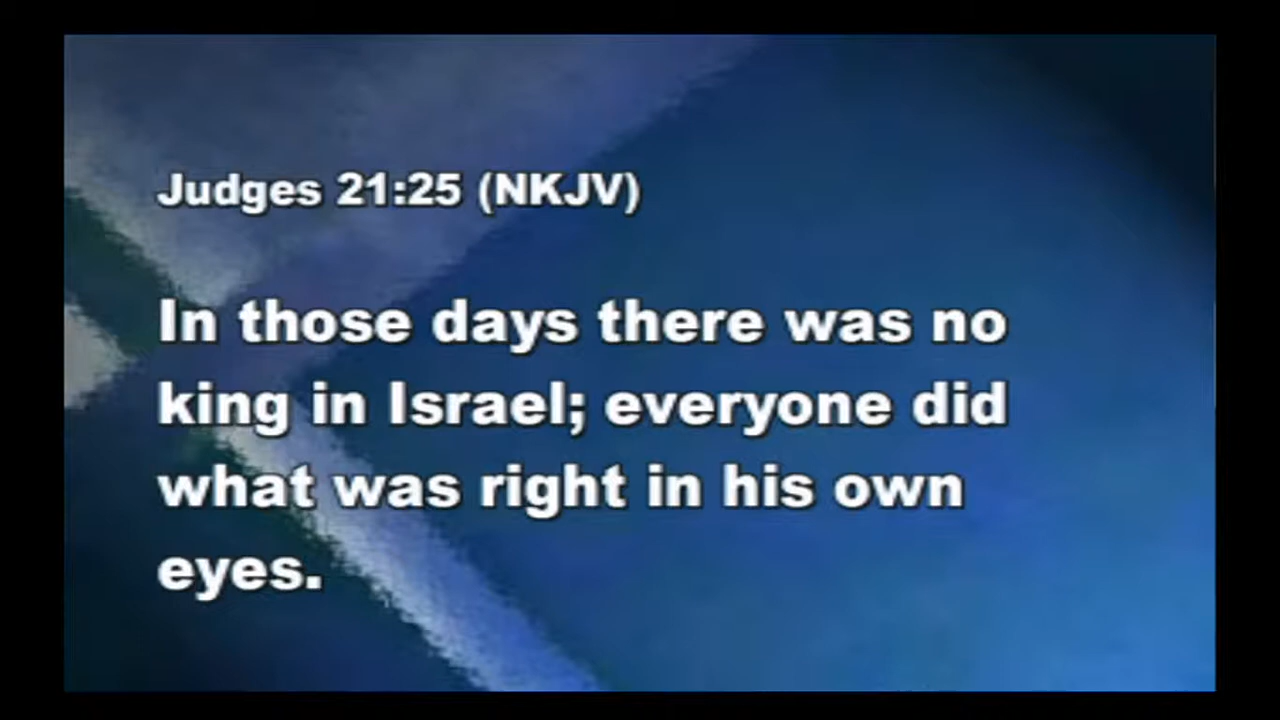 Judges 21:25 (NKJV)
In those days there was no
king in Israel; everyone did
what was right in his own
eyes.